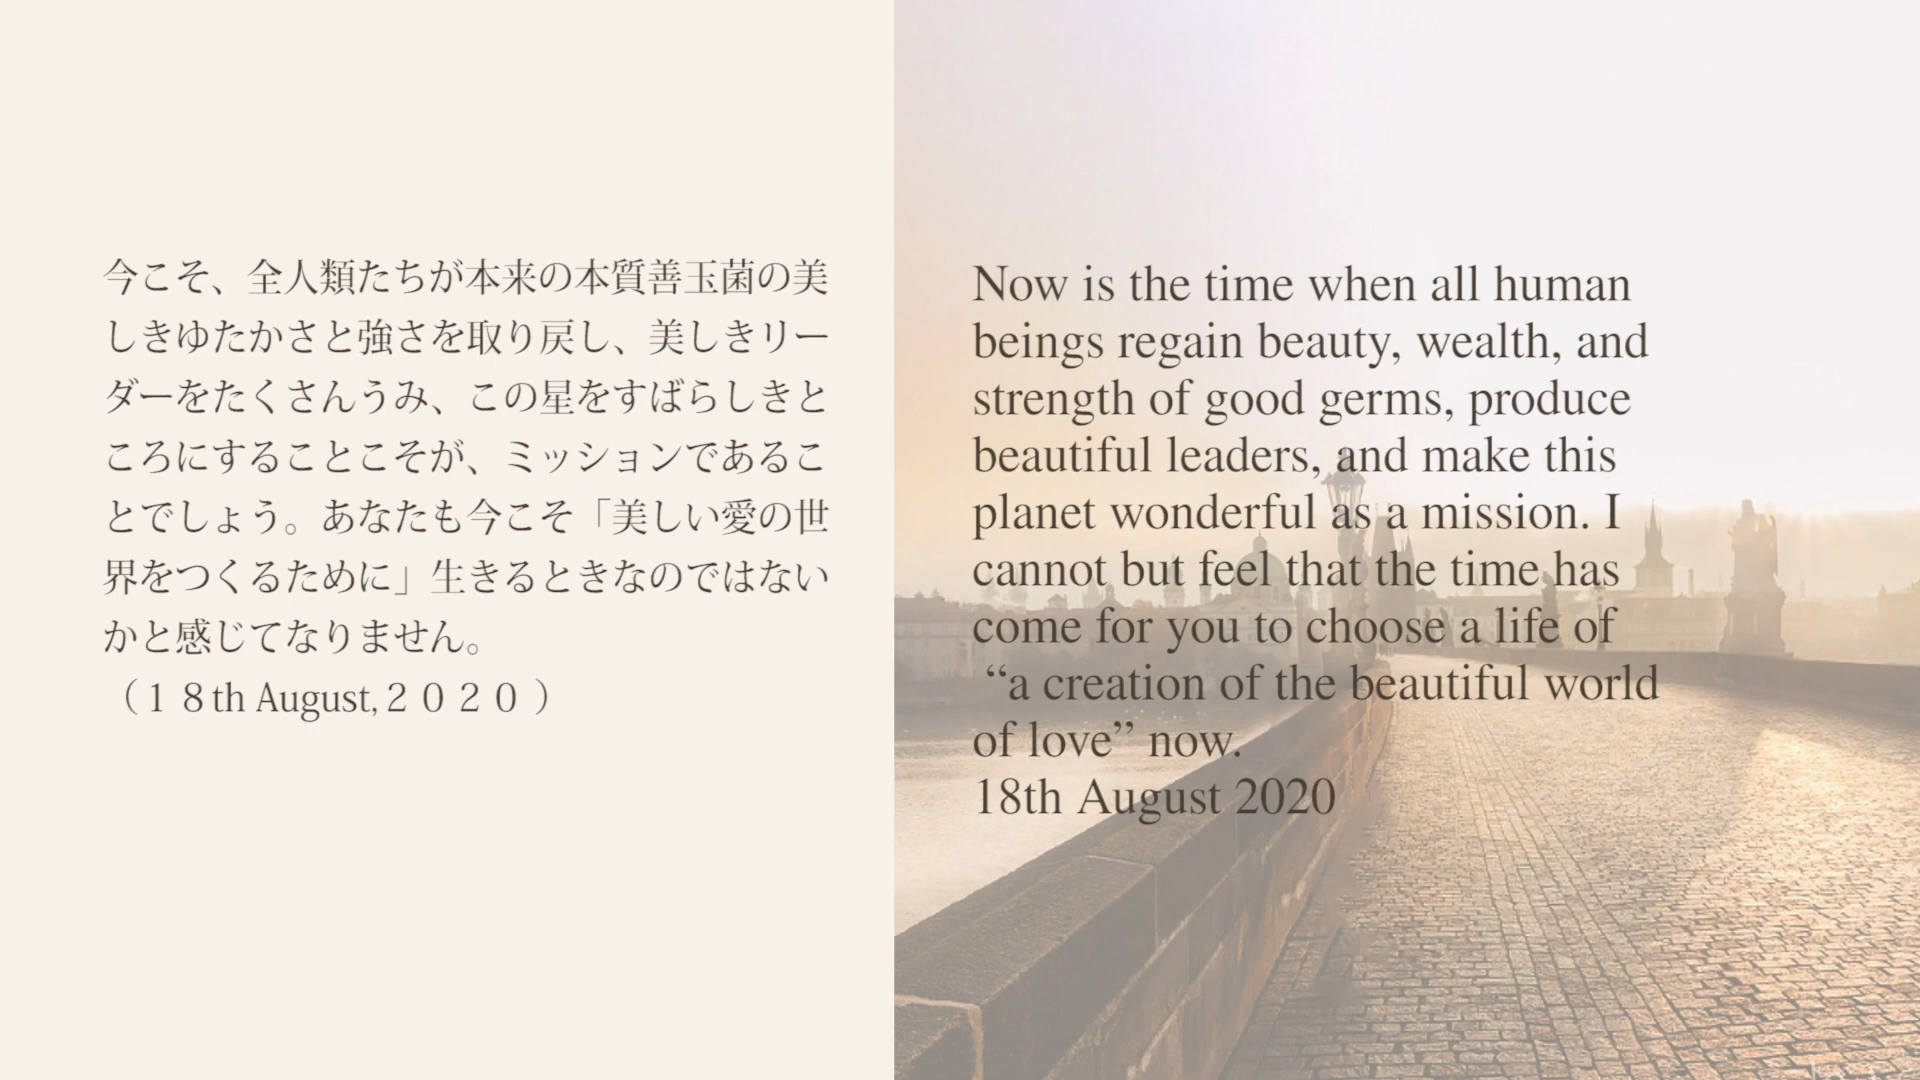 今こそ、全人類たちが本来の本質善玉菌の美
しきゆたかさと強さを取り戻し、美しきリー
ダーをたくさんうみ、この星をすばらしきと
ころにすることこそが、ミッションであるこ
とでしょう。あなたも今こそ「美しい愛の世
界をつくるために」生きるときなのではない
かと感じてなりません。
（１８th August,２０２０）
Now is the time when all human
beings regain beauty, wealth, and
strength of good germs, produce
beautiful leaders, and make this
planet wonderful as a mission. I
cannot but feel that the time has
come for you to choose a life of
“a creation of the beautiful world
of love” now.
18th August 2020